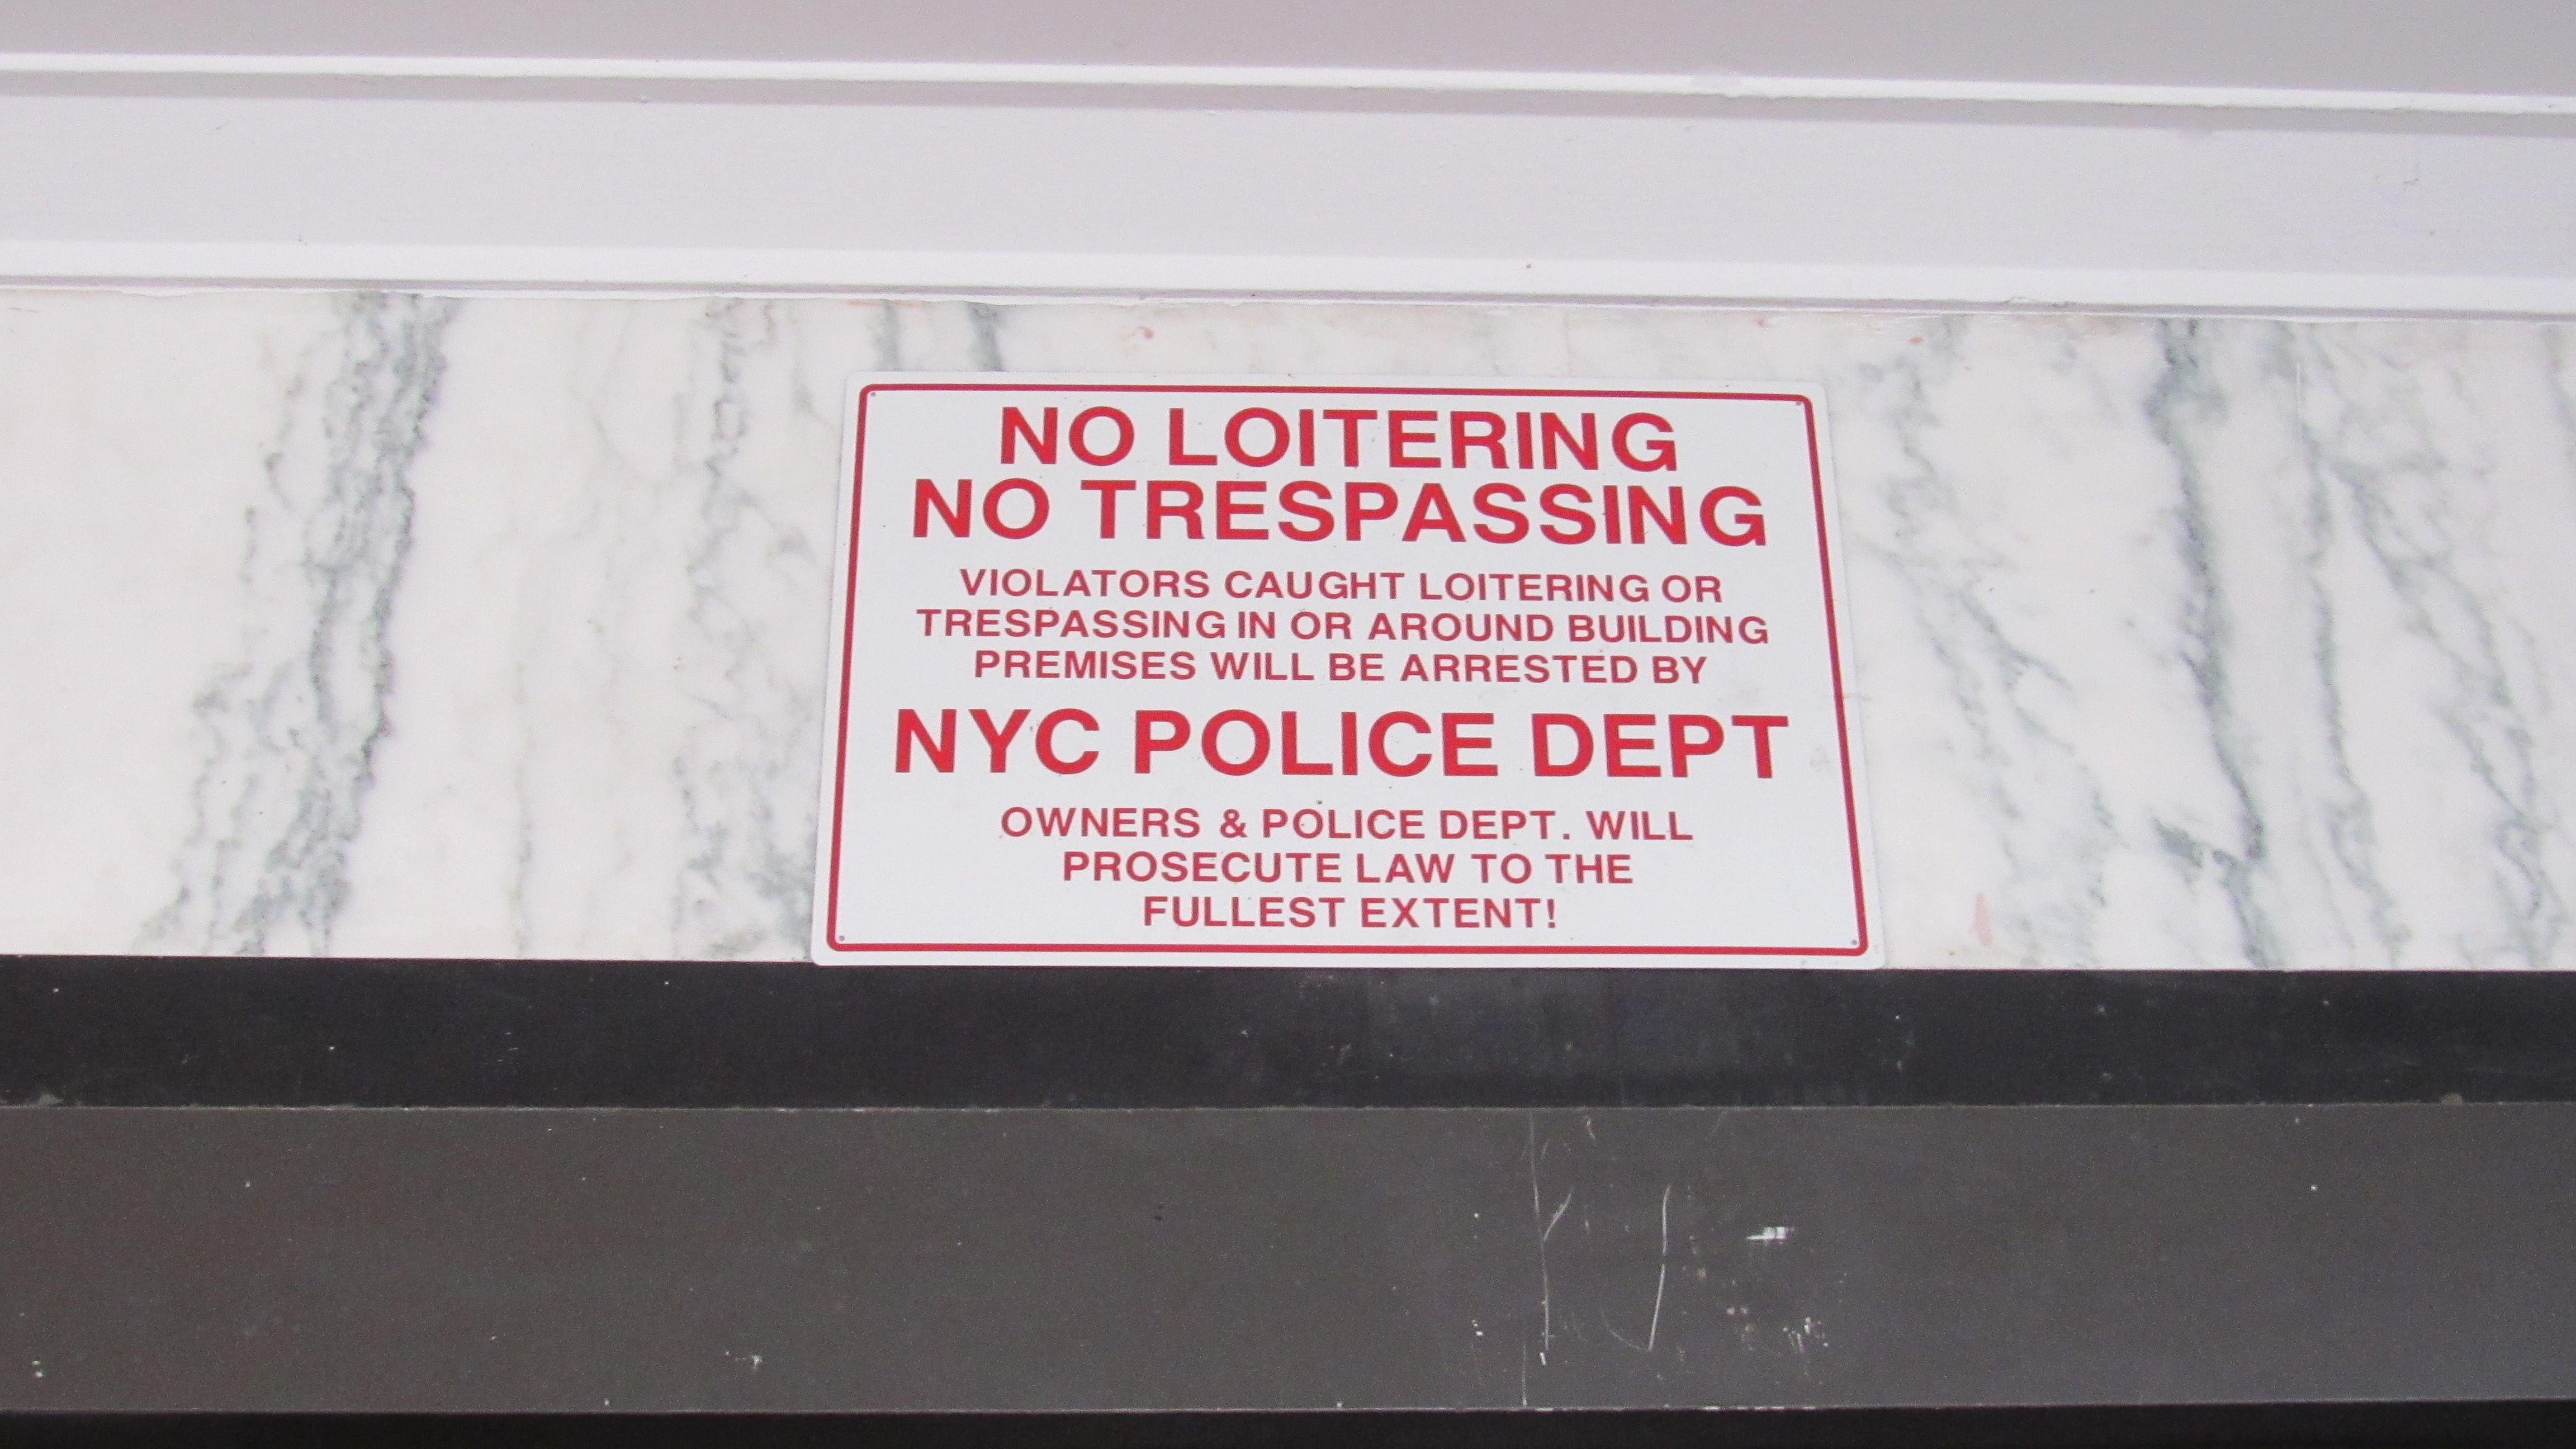 NO LOITERING
NO TRESPASSING
VIOLATORS CAUGHT LOITERING OR
TRESPASSING IN OR AROUND BUILDING
PREMISES WILL BE ARRESTED BY
NYC POLICE DEPT
OWNERS & POLICE DEPT. WILL
PROSECUTE LAW TO THE
FULLEST EXTENT!